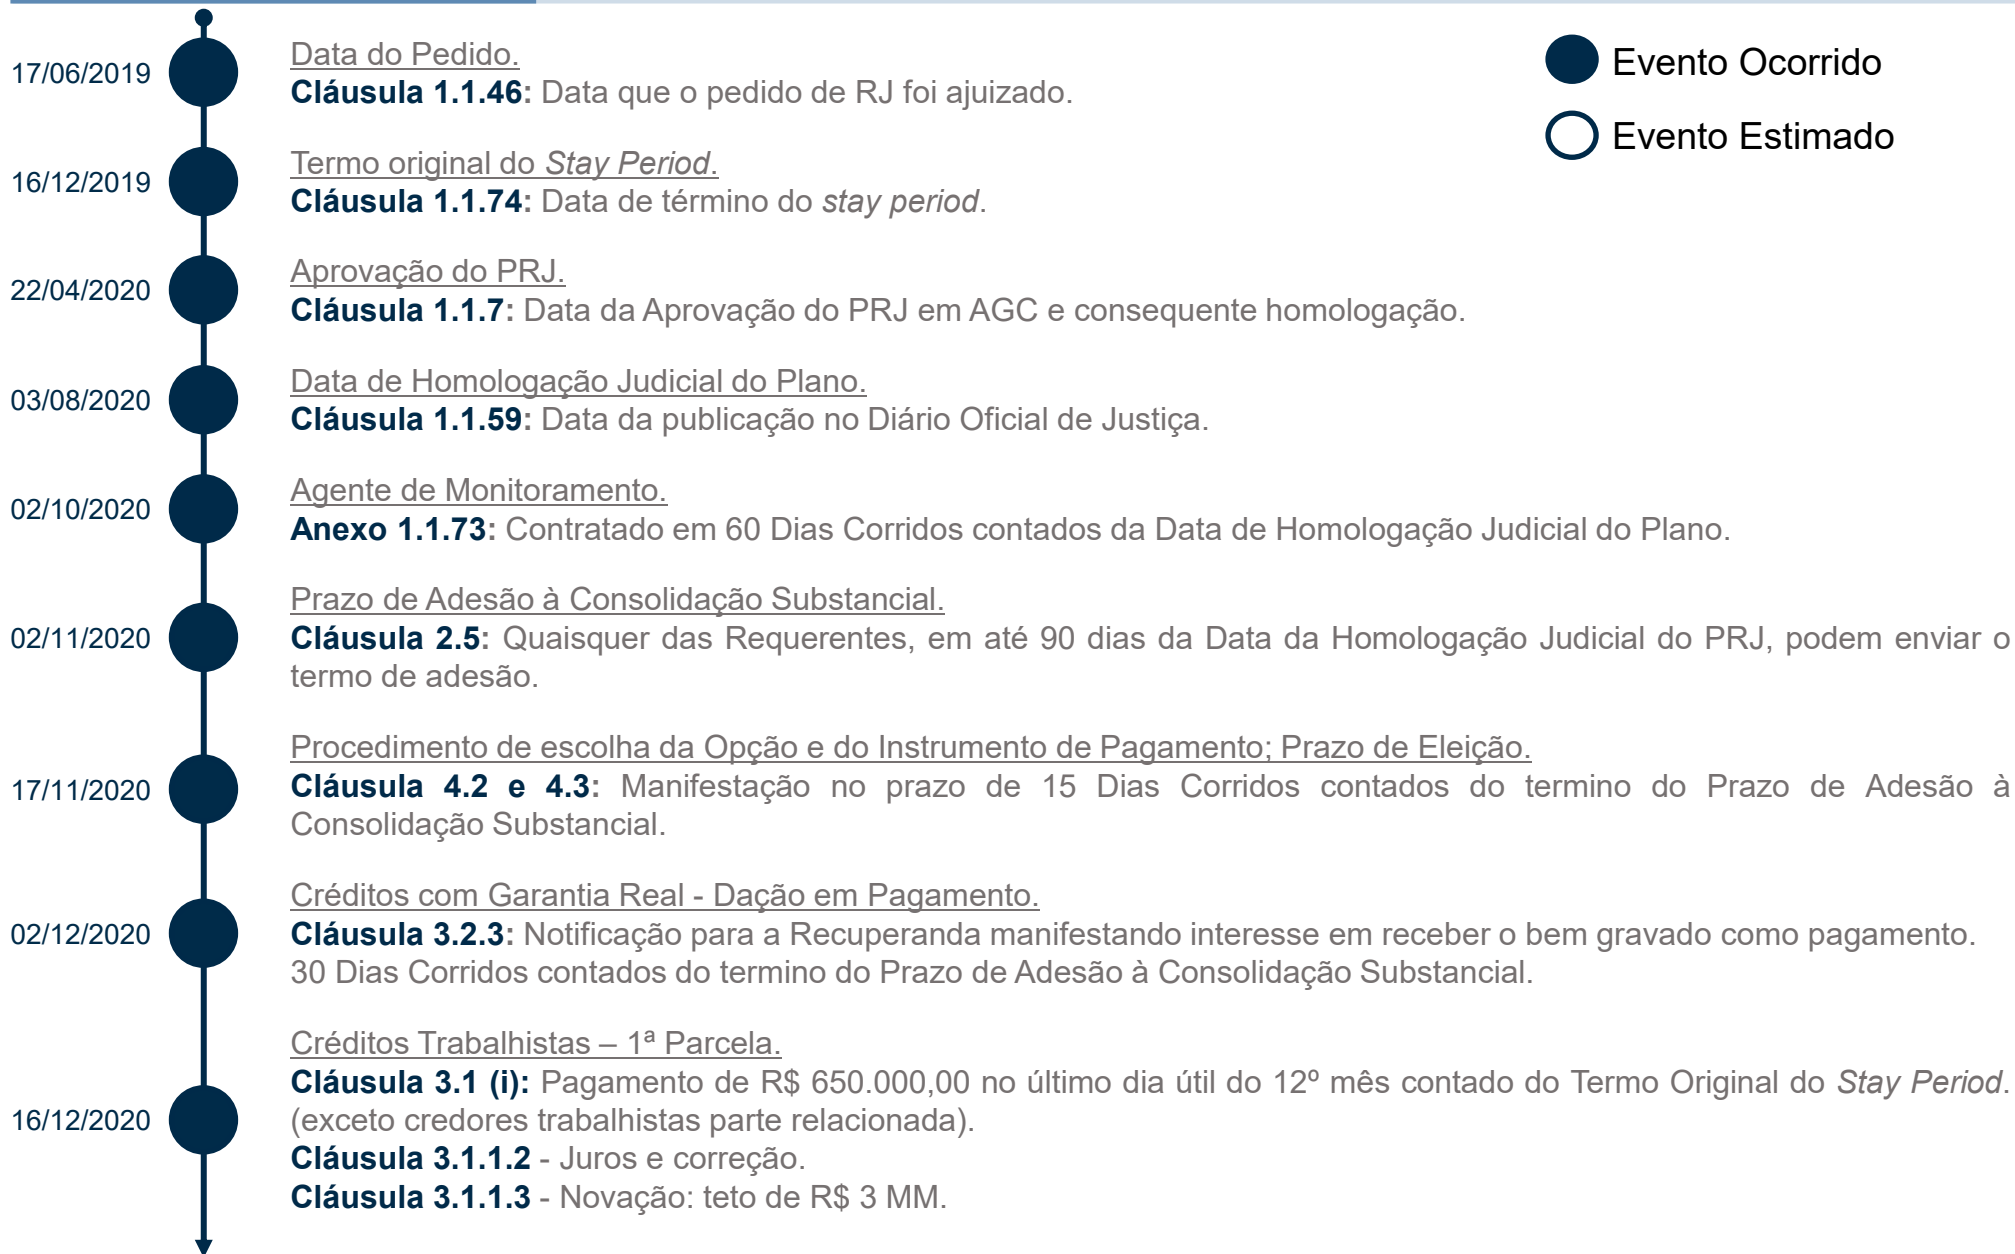 17/06/2019
Data do Pedido.
Cláusula 1.1.46: Data que o pedido de RJ foi ajuizado.
Evento Ocorrido
Evento Estimado
16/12/2019
Termo original do Stay Period.
Cláusula 1.1.74: Data de término do stay period.
22/04/2020
Aprovação do PRJ.
Cláusula 1.1.7: Data da Aprovação do PRJ em AGC e consequente homologação.
03/08/2020
Data de Homologação Judicial do Plano.
Cláusula 1.1.59: Data da publicação no Diário Oficial de Justiça.
02/10/2020
Agente de Monitoramento.
Anexo 1.1.73: Contratado em 60 Dias Corridos contados da Data de Homologação Judicial do Plano.
02/11/2020
Prazo de Adesão à Consolidação Substancial.
Cláusula 2.5: Quaisquer das Requerentes, em até 90 dias da Data da Homologação Judicial do PRJ, podem enviar o
termo de adesão.
17/11/2020
Procedimento de escolha da Opção e do Instrumento de Pagamento; Prazo de Eleição.
Cláusula 4.2 e 4.3: Manifestação no prazo de 15 Dias Corridos contados do termino do Prazo de Adesão à
Consolidação Substancial.
02/12/2020
Créditos com Garantia Real - Dação em Pagamento.
Cláusula 3.2.3: Notificação para a Recuperanda manifestando interesse em receber o bem gravado como pagamento.
30 Dias Corridos contados do termino do Prazo de Adesão à Consolidação Substancial.
16/12/2020
Créditos Trabalhistas – 1ª Parcela.
Cláusula 3.1 (i): Pagamento de R$ 650.000,00 no último dia útil do 12º mês contado do Termo Original do Stay Period.
(exceto credores trabalhistas parte relacionada).
Cláusula 3.1.1.2 - Juros e correção.
Cláusula 3.1.1.3 - Novação: teto de R$ 3 MM.